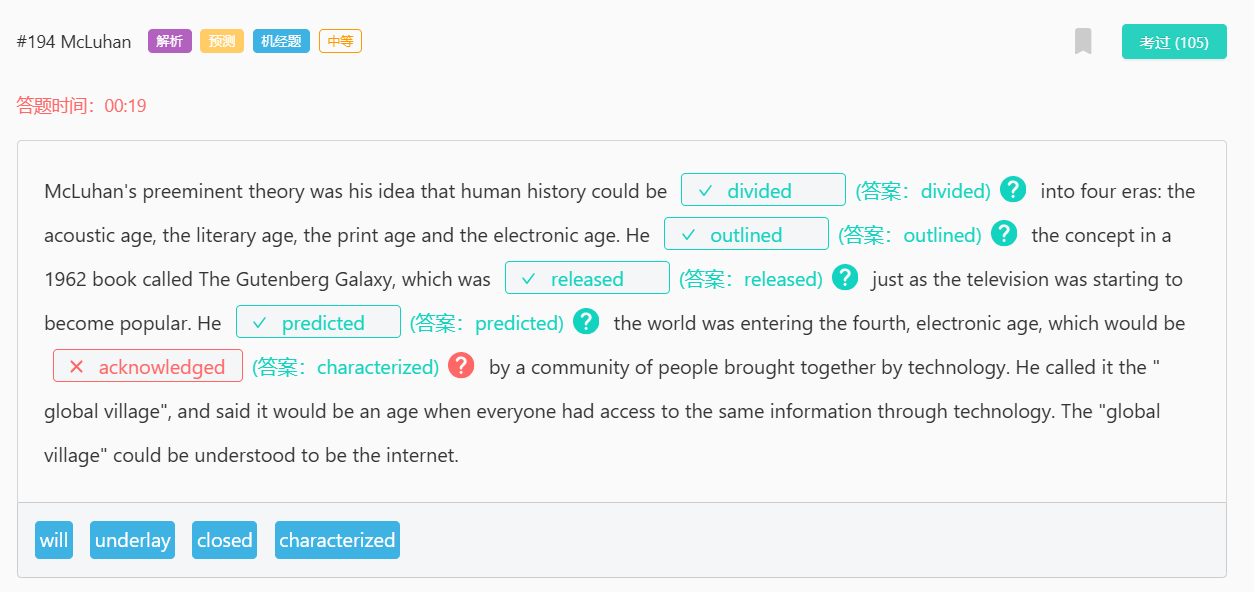 #194 McLuhan 解析 预测 机经题 中等 考过 (105)
答题时间：00:19
McLuhan's preeminent theory was his idea that human history could be divided (答案：divided) ? into four eras: the
acoustic age, the literary age, the print age and the electronic age. He outlined (答案：outlined) ? the concept in a
1962 book called The Gutenberg Galaxy, which was released (答案：released) ? just as the television was starting to
become popular. He predicted (答案：predicted) ? the world was entering the fourth, electronic age, which would be
acknowledged (答案：characterized) ? by a community of people brought together by technology. He called it the "
global village", and said it would be an age when everyone had access to the same information through technology. The "global
village" could be understood to be the internet.
will underlay closed characterized